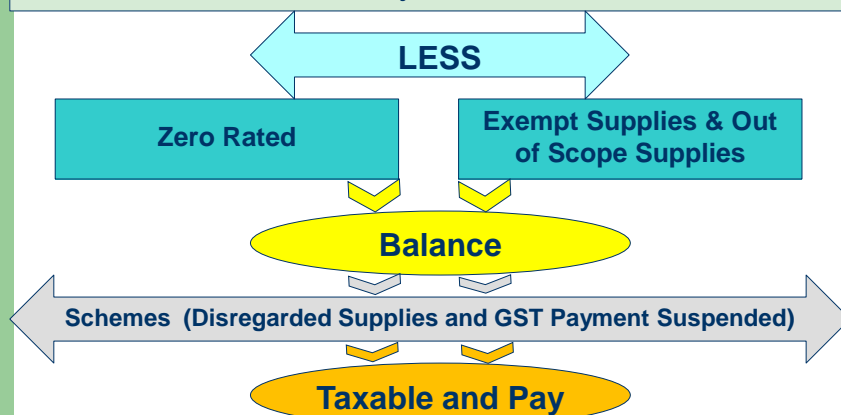 LESS
Zero Rated
Exempt Supplies & Out
of Scope Supplies
Balance
Schemes (Disregarded Supplies and GST Payment Suspended)
Taxable and Pay